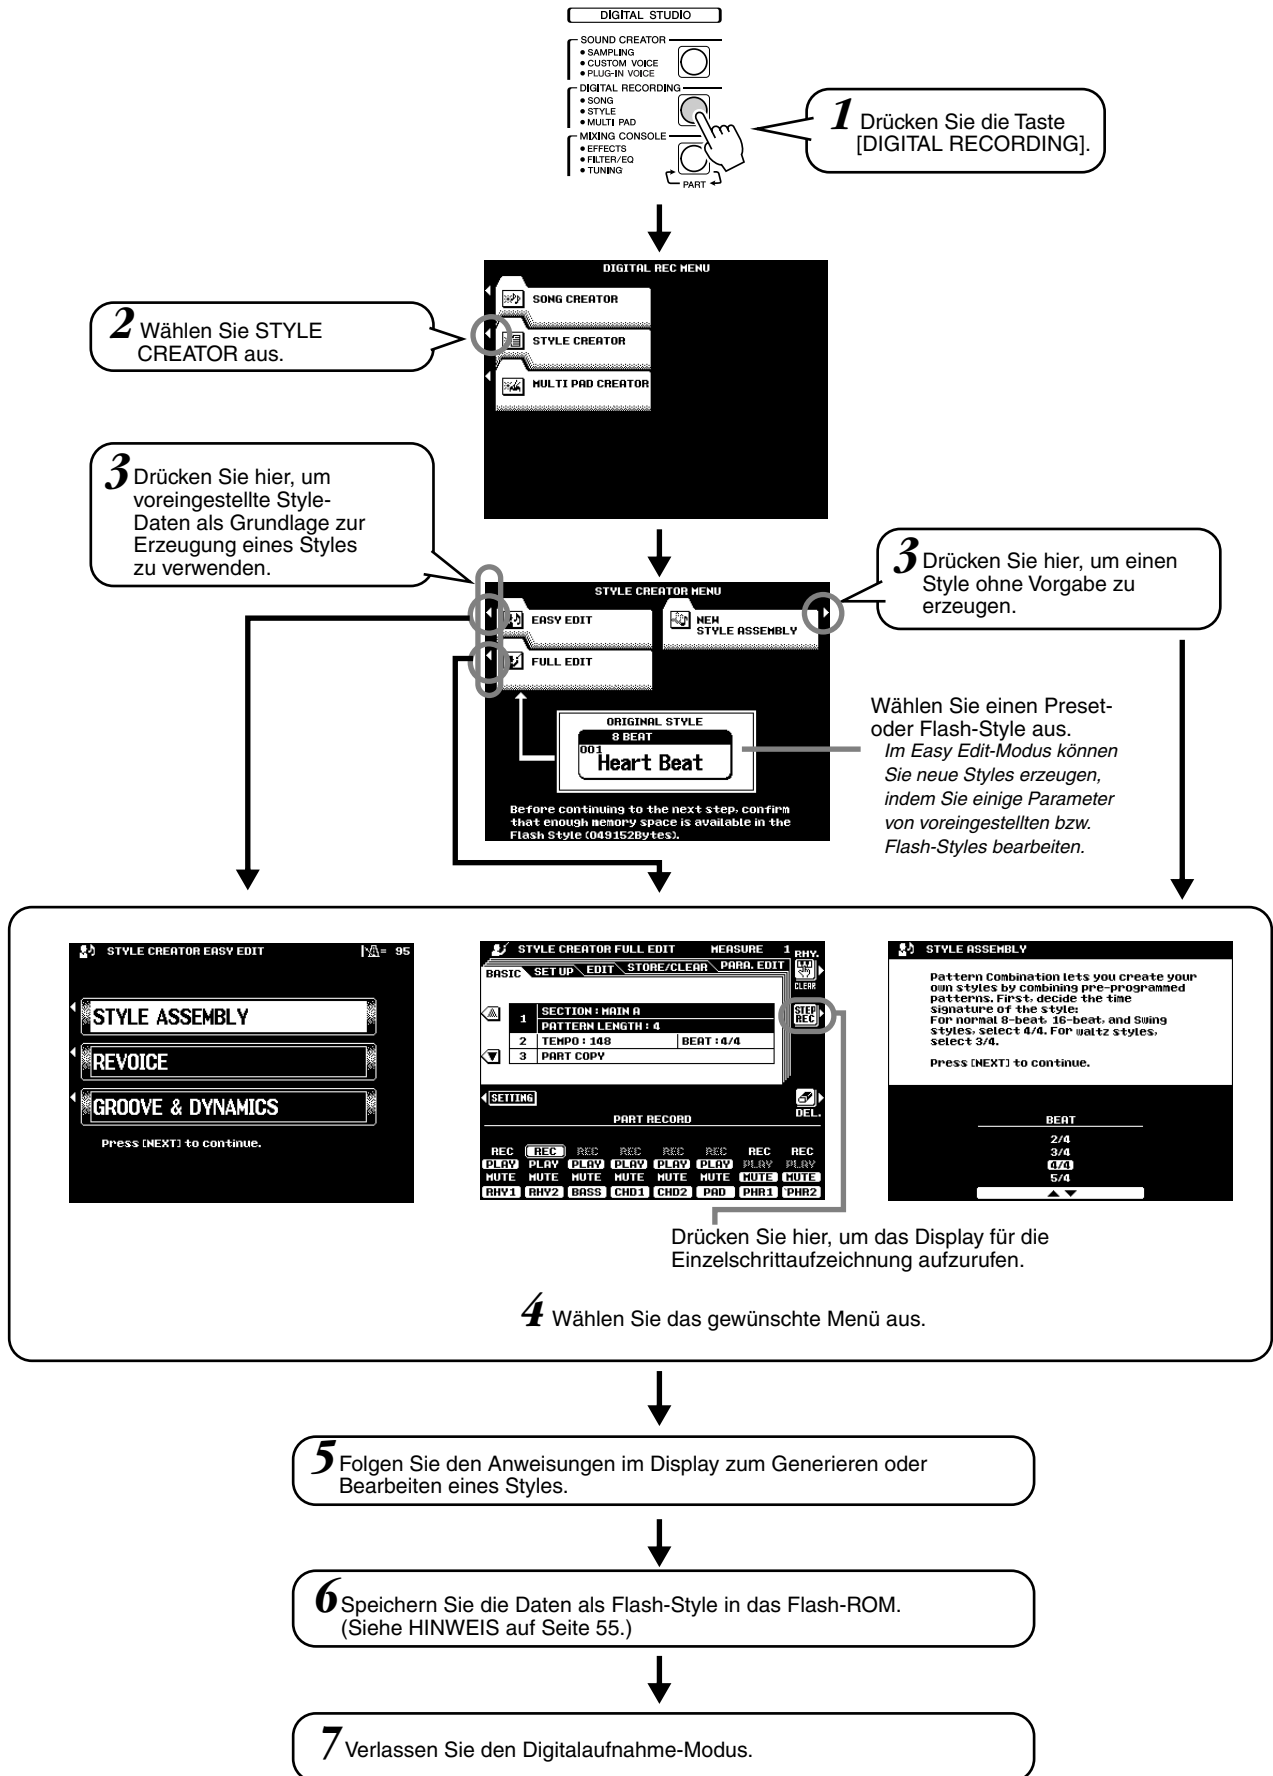 DIGITAL STUDIO
SOUND CREATOR
• SAMPLING
• CUSTOM VOICE
• PLUG-IN VOICE
DIGITAL RECORDING
• SONG
• STYLE
• MULTI PAD
MIXING CONSOLE
• EFFECTS
• FILTER/EQ
• TUNING
PART
1 Drücken Sie die Taste
[DIGITAL RECORDING].
DIGITAL REC MENU
SONG CREATOR
STYLE CREATOR
MULTI PAD CREATOR
2 Wählen Sie STYLE
CREATOR aus.
3 Drücken Sie hier, um
voreingestellte Style-
Daten als Grundlage zur
Erzeugung eines Styles
zu verwenden.
3 Drücken Sie hier, um einen
Style ohne Vorgabe zu
erzeugen.
STYLE CREATOR MENU
EASY EDIT
NEW
STYLE ASSEMBLY
FULL EDIT
ORIGINAL STYLE
8 BEAT
001
Heart Beat
Before continuing to the next step, confirm
that enough memory space is available in the
Flash Style (049152Bytes).
Wählen Sie einen Preset-
oder Flash-Style aus.
Im Easy Edit-Modus können
Sie neue Styles erzeugen,
indem Sie einige Parameter
von voreingestellten bzw.
Flash-Styles bearbeiten.
STYLE CREATOR EASY EDIT = 95
STYLE ASSEMBLY
REVOICE
GROOVE & DYNAMICS
Press [NEXT] to continue.
STYLE CREATOR FULL EDIT MEASURE 1 RHY.
BASIC SET UP EDIT STORE/CLEAR PARA. EDIT
CLEAR
1 SECTION : MAIN A
PATTERN LENGTH : 4
2 TEMPO : 148 BEAT : 4/4
3 PART COPY
STEP
REC
SETTING
DEL.
PART RECORD
REC REC REC REC REC REC REC REC
PLAY PLAY PLAY PLAY PLAY PLAY PLAY PLAY
MUTE MUTE MUTE MUTE MUTE MUTE MUTE MUTE
RHY1 RHY2 BASS CHD1 CHD2 PAD PHR1 PHR2
STYLE ASSEMBLY
Pattern Combination lets you create your
own styles by combining pre-programmed
patterns. First, decide the time
signature of the style:
For normal 8-beat, 16-beat, and Swing
styles, select 4/4. For waltz styles,
select 3/4.
Press [NEXT] to continue.
BEAT
2/4
3/4
4/4
5/4
Drücken Sie hier, um das Display für die
Einzelschrittaufzeichnung aufzurufen.
4 Wählen Sie das gewünschte Menü aus.
5 Folgen Sie den Anweisungen im Display zum Generieren oder
Bearbeiten eines Styles.
6 Speichern Sie die Daten als Flash-Style in das Flash-ROM.
(Siehe HINWEIS auf Seite 55.)
7 Verlassen Sie den Digitalaufnahme-Modus.